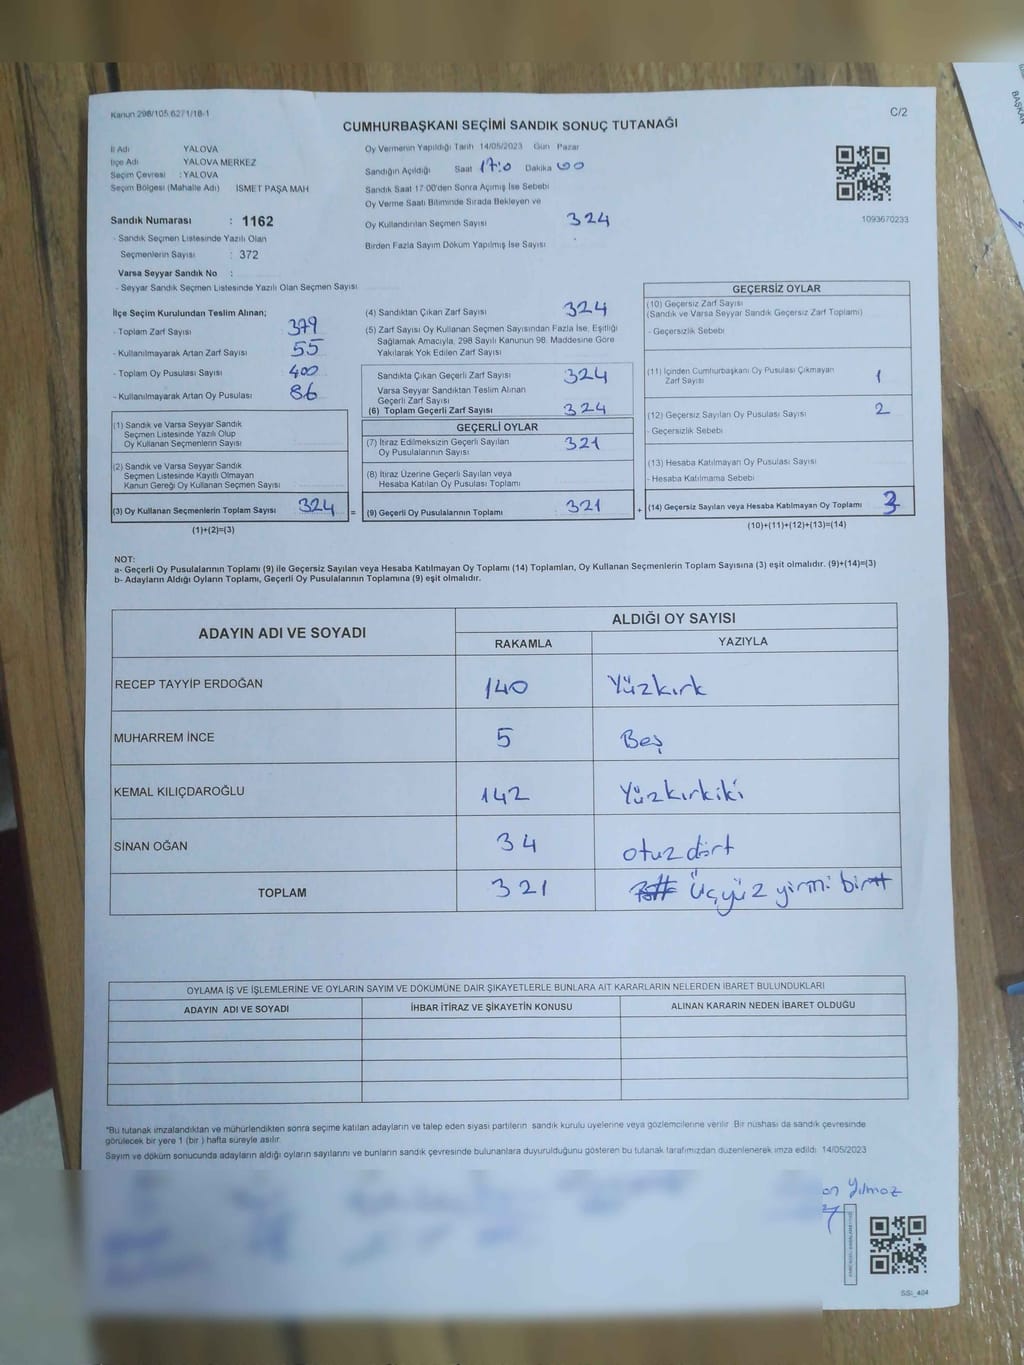 Kanun 298/105 6271/18-1
C/2
CUMHURBAŞKANI SEÇİMİ SANDIK SONUÇ TUTANAĞI
İl Adı YALOVA
İlçe Adı YALOVA MERKEZ
Seçim Çevresi : YALOVA
Seçim Bölgesi (Mahalle Adı) İSMET PAŞA MAH
Sandık Numarası : 1162
- Sandık Seçmen Listesinde Yazılı Olan
Seçmenlerin Sayısı : 372
Varsa Seyyar Sandık No :
- Seyyar Sandık Seçmen Listesinde Yazılı Olan Seçmen Sayısı
Oy Vermenin Yapıldığı Tarih 14/05/2023 Gün Pazar
Sandığın Açıldığı Saat 17:0 Dakika 00
Sandık Saat 17 00'den Sonra Açımış İse Sebebi
Oy Verme Saati Bitiminde Sırada Bekleyen ve
Oy Kullandırılan Seçmen Sayısı 324
Birden Fazla Sayım Döküm Yapılmış İse Sayısı
1093670233
İlçe Seçim Kurulundan Teslim Alınan;
- Toplam Zarf Sayısı 379
- Kullanılmayarak Artan Zarf Sayısı 55
- Toplam Oy Pusulası Sayısı 400
- Kullanılmayarak Artan Oy Pusulası 86
(1) Sandık ve Varsa Seyyar Sandık
Seçmen Listesinde Yazılı Olup
Oy Kullanan Seçmenlerin Sayısı
(2) Sandık ve Varsa Seyyar Sandık
Seçmen Listesinde Kayıtlı Olmayan
Kanun Gereği Oy Kullanan Seçmen Sayısı
(3) Oy Kullanan Seçmenlerin Toplam Sayısı 324 =
(1)+(2)=(3)
(4) Sandıktan Çıkan Zarf Sayısı 324
(5) Zarf Sayısı Oy Kullanan Seçmen Sayısından Fazla İse, Eşitliği
Sağlamak Amacıyla, 298 Sayılı Kanunun 98. Maddesine Göre
Yakılarak Yok Edilen Zarf Sayısı
Sandıkta Çıkan Geçerli Zarf Sayısı 324
Varsa Seyyar Sandıktan Teslim Alınan
Geçerli Zarf Sayısı
(6) Toplam Geçerli Zarf Sayısı 324
GEÇERLİ OYLAR
(7) İtiraz Edilmeksizin Geçerli Sayılan
Oy Pusulalarının Sayısı 321
(8) İtiraz Üzerine Geçerli Sayılan veya
Hesaba Katılan Oy Pusulası Toplamı
(9) Geçerli Oy Pusulalarının Toplamı 321 +
GEÇERSİZ OYLAR
(10) Geçersiz Zarf Sayısı
(Sandık ve Varsa Seyyar Sandık Geçersiz Zarf Toplamı)
- Geçersizlik Sebebi
(11) İçinden Cumhurbaşkanı Oy Pusulası Çıkmayan
Zarf Sayısı 1
(12) Geçersiz Sayılan Oy Pusulası Sayısı 2
- Geçersizlik Sebebi
(13) Hesaba Katılmayan Oy Pusulası Sayısı
- Hesaba Katılmama Sebebi
(14) Geçersiz Sayılan veya Hesaba Katılmayan Oy Toplamı 3
(10)+(11)+(12)+(13)=(14)
NOT:
a- Geçerli Oy Pusulalarının Toplamı (9) ile Geçersiz Sayılan veya Hesaba Katılmayan Oy Toplamı (14) Toplamları, Oy Kullanan Seçmenlerin Toplam Sayısına (3) eşit olmalıdır. (9)+(14)=(3)
b- Adayların Aldığı Oyların Toplamı, Geçerli Oy Pusulalarının Toplamına (9) eşit olmalıdır.
ADAYIN ADI VE SOYADI ALDIĞI OY SAYISI
RAKAMLA YAZIYLA
RECEP TAYYİP ERDOĞAN 140 Yüzkırk
MUHARREM İNCE 5 Beş
KEMAL KILIÇDAROĞLU 142 Yüzkırkiki
SİNAN OĞAN 34 otuz dört
TOPLAM 321 Üçyüz yirmi bir
OYLAMA İŞ VE İŞLEMLERİNE VE OYLARIN SAYIM VE DÖKÜMÜNE DAİR ŞİKAYETLERLE BUNLARA AİT KARARLARIN NELERDEN İBARET BULUNDUKLARI
ADAYIN ADI VE SOYADI İHBAR İTİRAZ VE ŞİKAYETİN KONUSU ALINAN KARARIN NEDEN İBARET OLDUĞU
*Bu tutanak imzalandıktan ve mühürlendikten sonra seçime katılan adayların ve talep eden siyasi partilerin sandık kurulu üyelerine veya gözlemcilerine verilir. Bir nüshası da sandık çevresinde
görülecek bir yere 1 (bir) hafta süreyle asılır.
Sayım ve döküm sonucunda adayların aldığı oyların sayılarını ve bunların sandık çevresinde bulunanlara duyurulduğunu gösteren bu tutanak tarafımızdan düzenlenerek imza edildi. 14/05/2023
on Yılmaz
SSİ_404